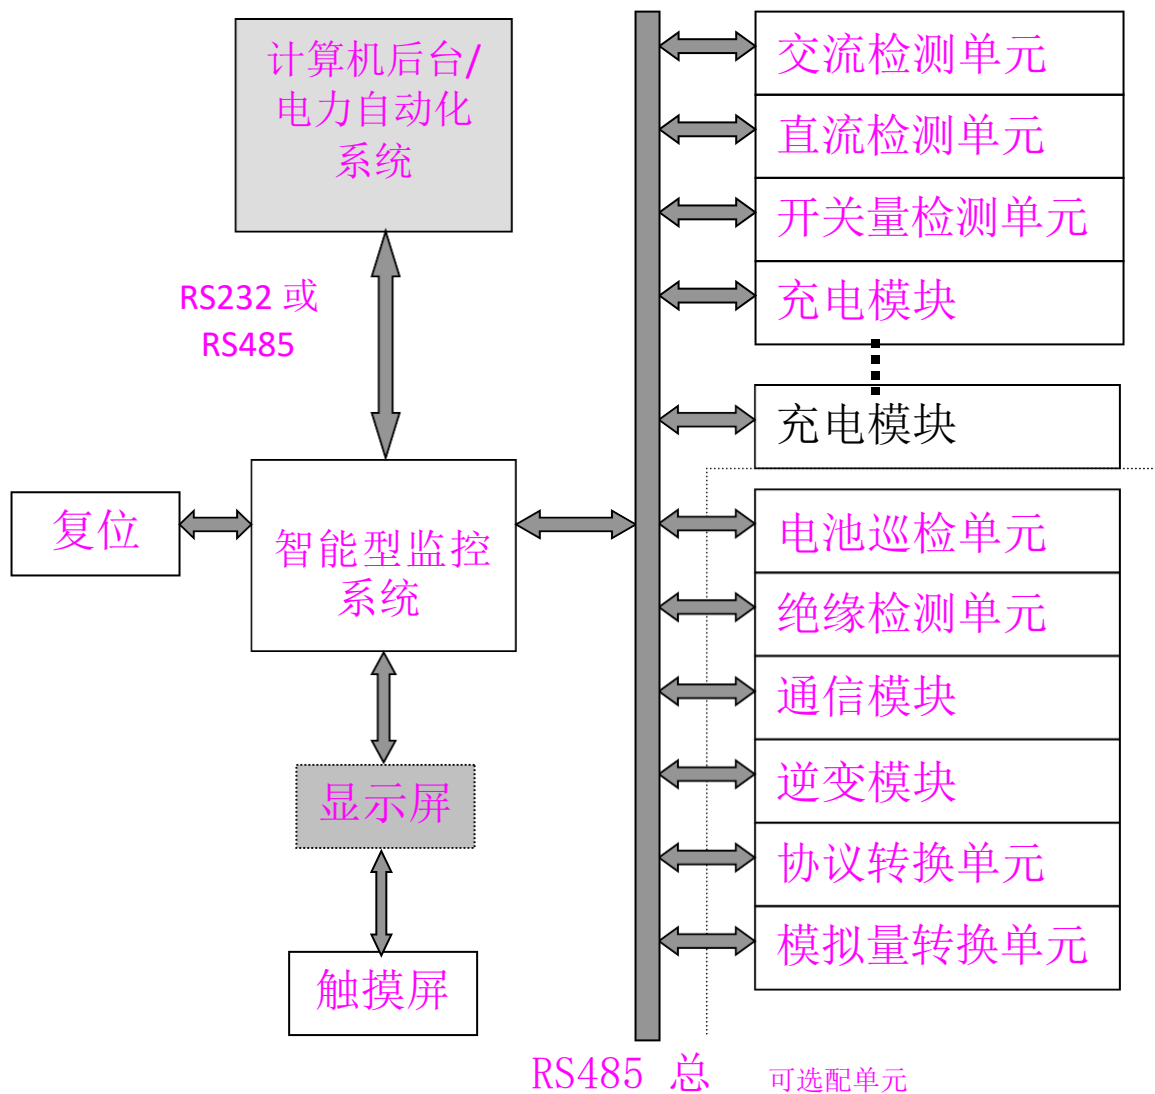 计算机后台/
电力自动化
系统
RS232 或
RS485
复位
智能型监控
系统
显示屏
触摸屏
交流检测单元
直流检测单元
开关量检测单元
充电模块
充电模块
电池巡检单元
绝缘检测单元
通信模块
逆变模块
协议转换单元
模拟量转换单元
RS485 总
可选配单元